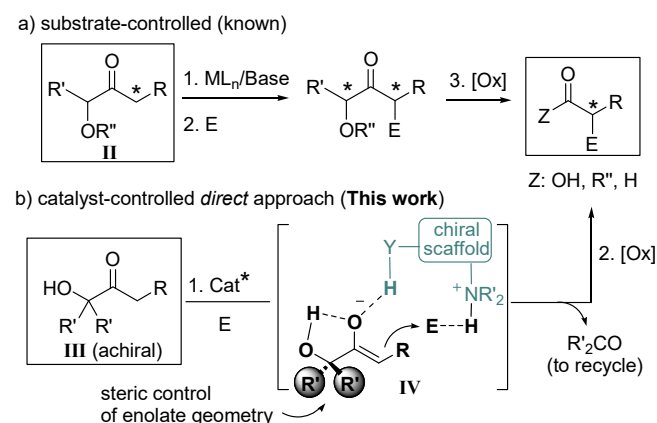 a) substrate-controlled (known)
R' O * R OR'' II
1. MLn/Base
2. E
R' * O * R OR'' E
3. [Ox]
Z O * R E
Z: OH, R'', H
b) catalyst-controlled direct approach (This work)
HO O R R' R'
III (achiral)
1. Cat*
E
Y chiral
scaffold
H +NR'2
H O − E H
O R
R' R' IV
steric control
of enolate geometry
2. [Ox]
R'2CO
(to recycle)